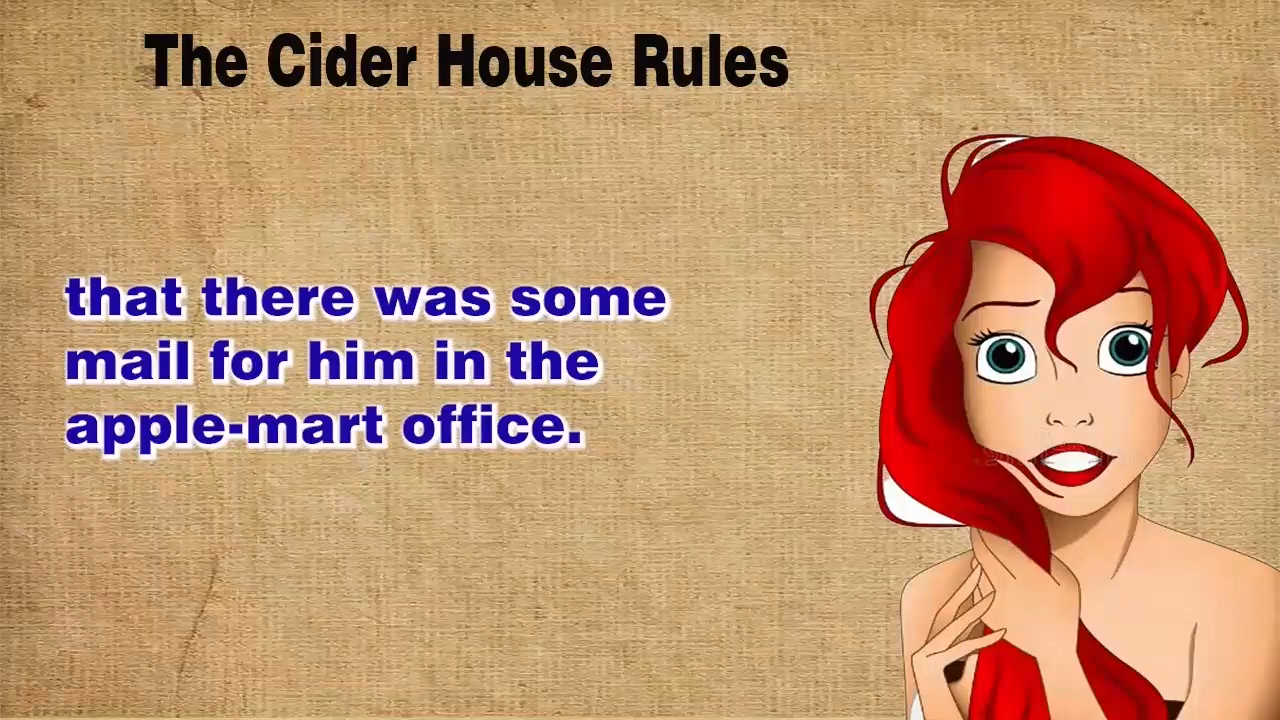 The Cider House Rules
that there was some
mail for him in the
apple-mart office.